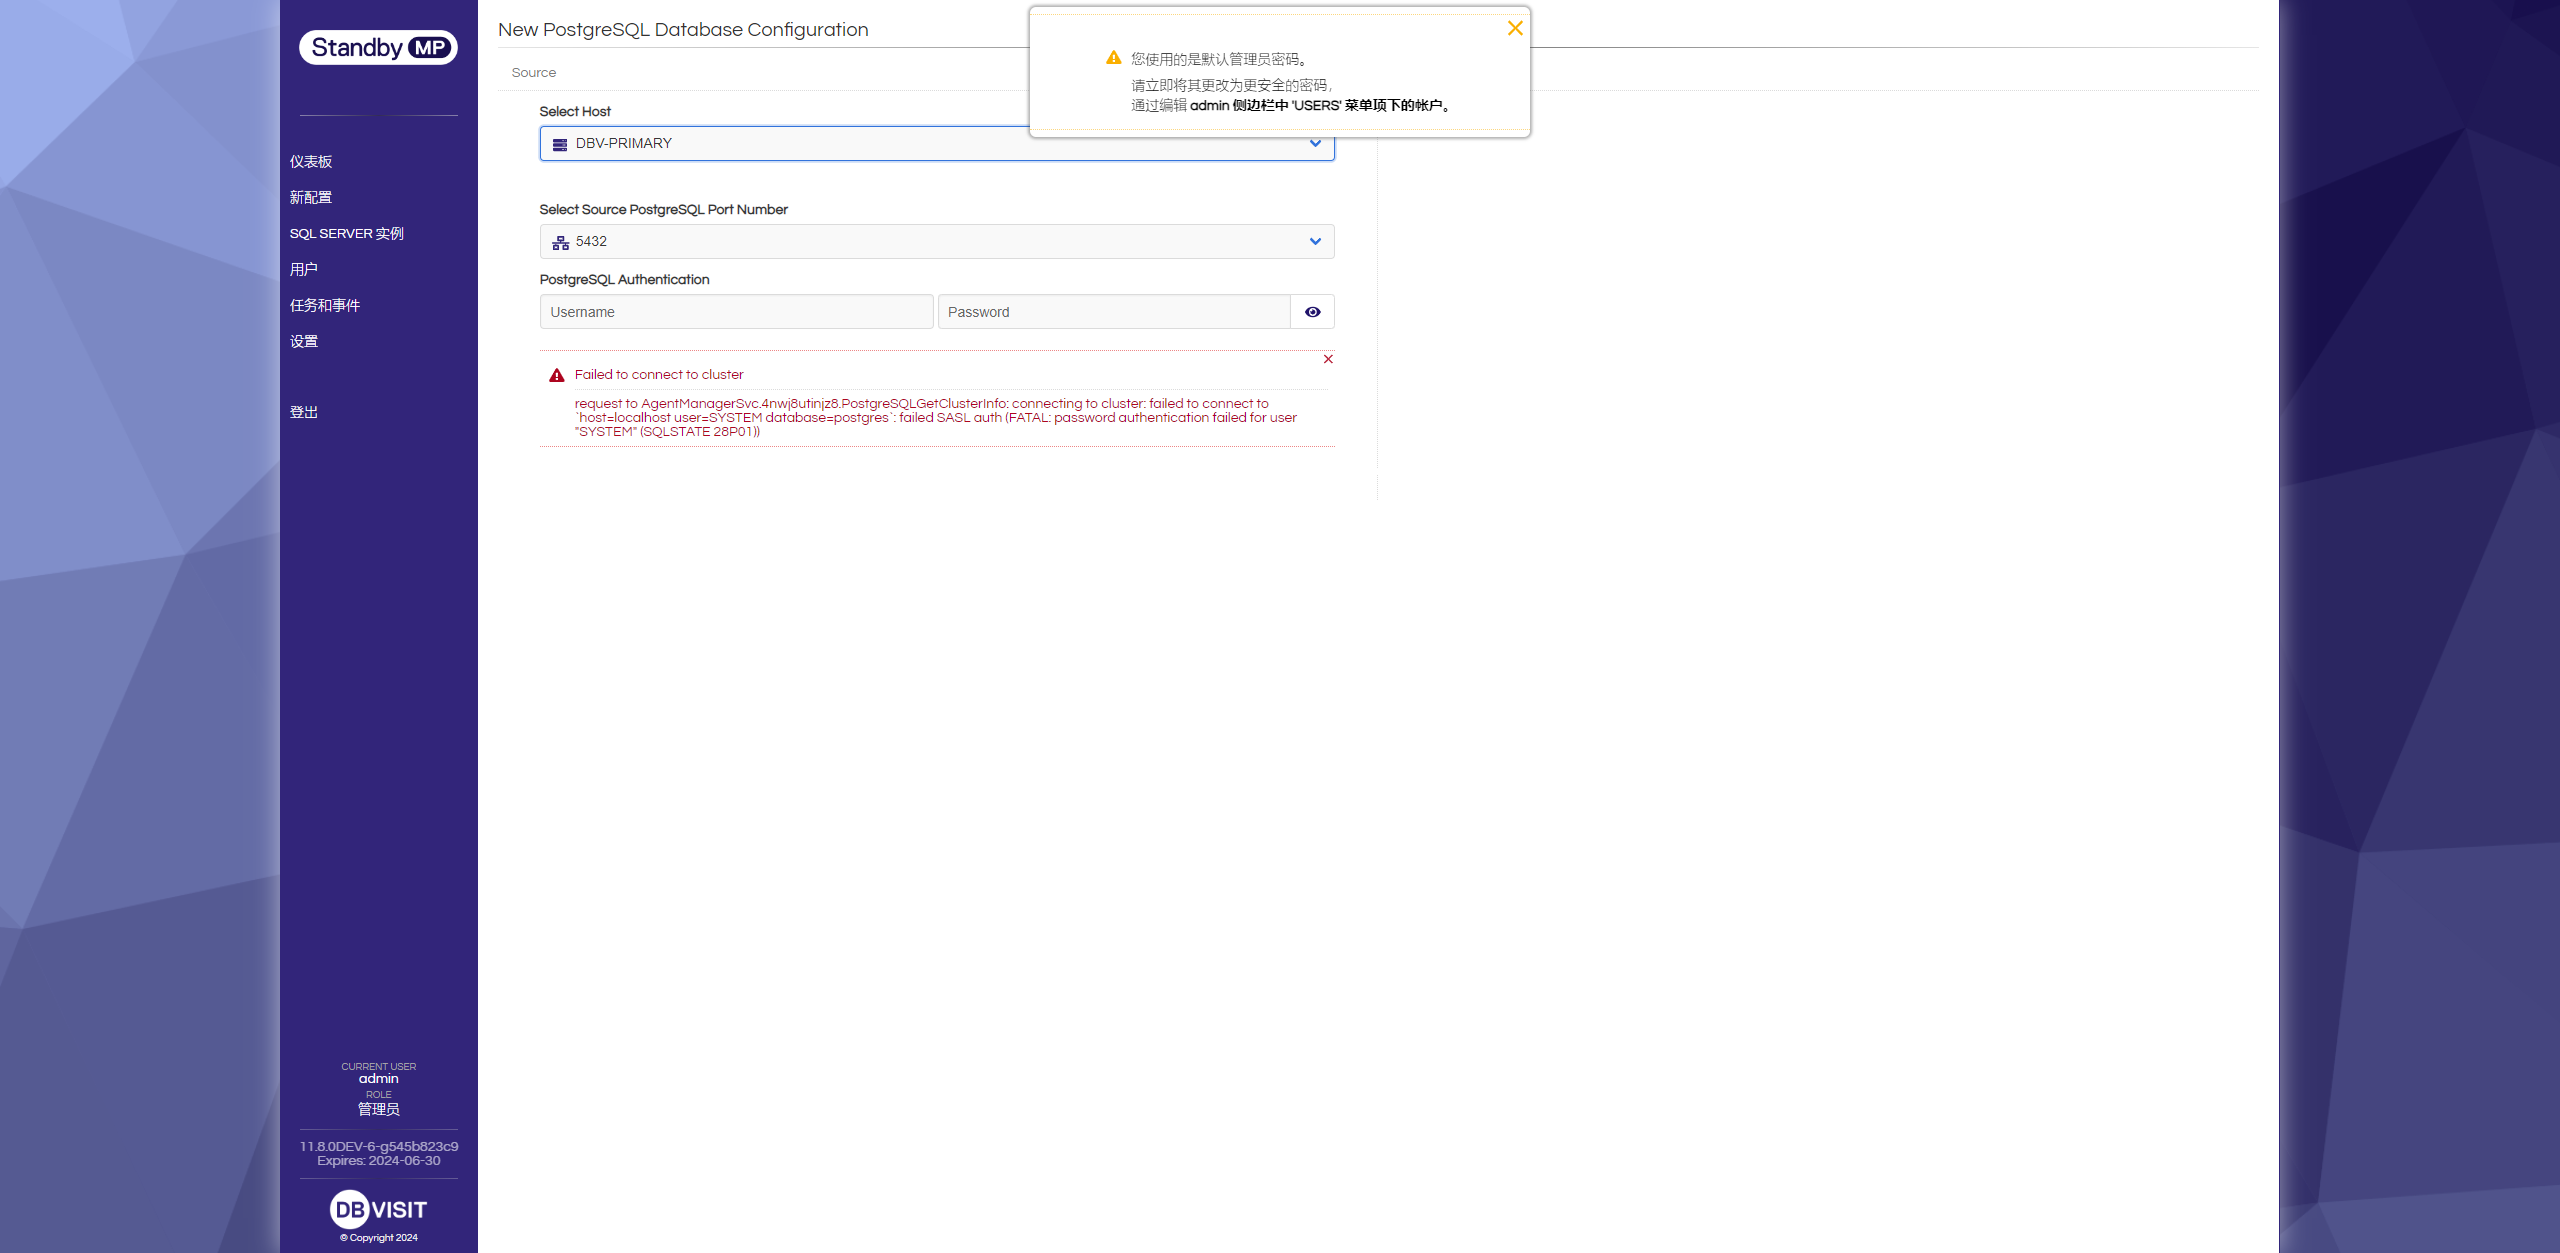 Standby MP
仪表板
新配置
SQL SERVER 实例
用户
任务和事件
设置
登出
CURRENT USER
admin
ROLE
管理员
11.8.0DEV-6-g545b823c9
Expires: 2024-06-30
DBVISIT
© Copyright 2024
New PostgreSQL Database Configuration
Source
您使用的是默认管理员密码。
请立即将其更改为更安全的密码，
通过编辑 admin 侧边栏中 'USERS' 菜单项下的帐户。
Select Host
DBV-PRIMARY
Select Source PostgreSQL Port Number
5432
PostgreSQL Authentication
Username
Password
Failed to connect to cluster
request to AgentManagerSvc.4nwj8utinjz8.PostgreSQLGetClusterInfo: connecting to cluster: failed to connect to
`host=localhost user=SYSTEM database=postgres`: failed SASL auth (FATAL: password authentication failed for user
"SYSTEM" (SQLSTATE 28P01))